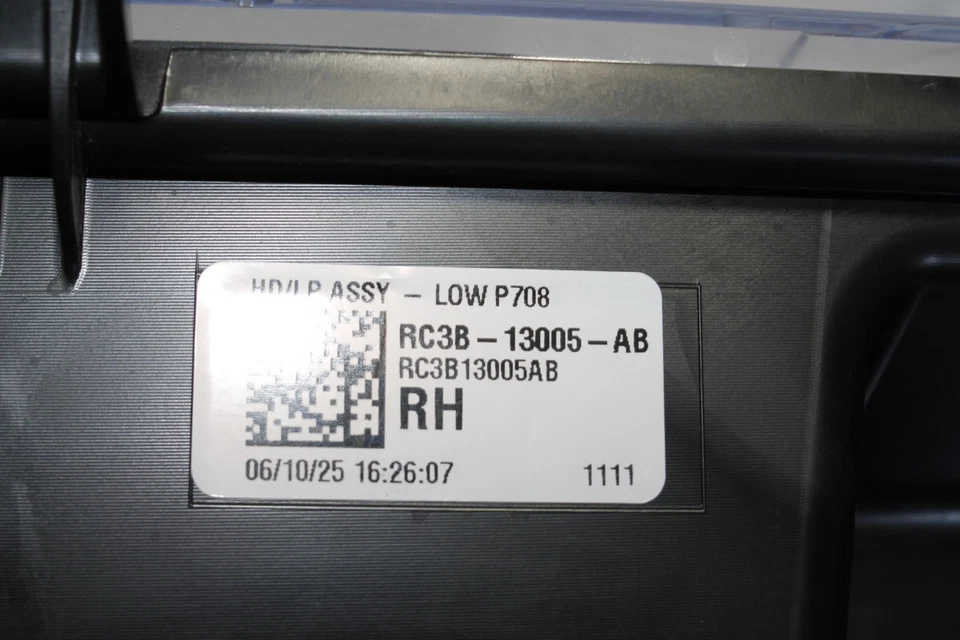 HD/LP ASSY – LOW P708
RC3B – 13005 – AB
RC3B13005AB
RH
06/10/25 16:26:07 1111